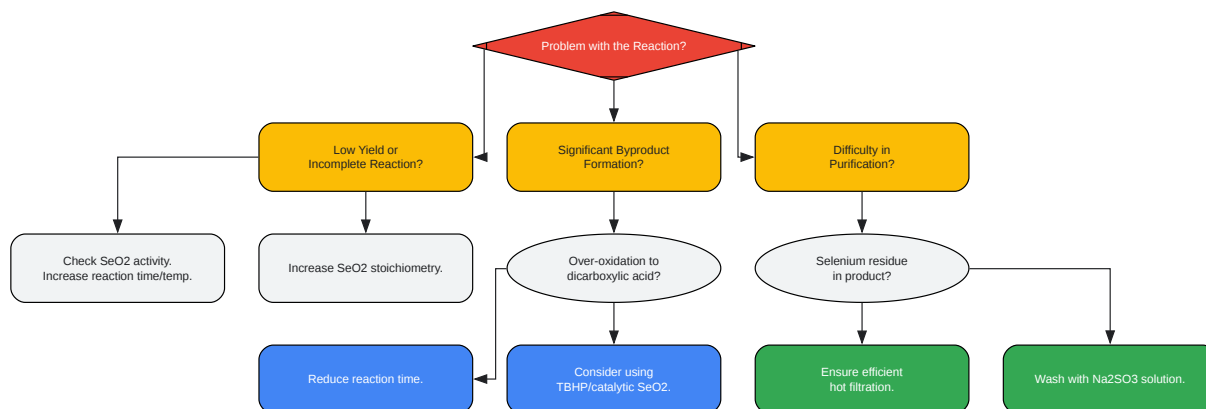 Problem with the Reaction?
Low Yield or
Incomplete Reaction?
Significant Byproduct
Formation?
Difficulty in
Purification?
Check SeO2 activity.
Increase reaction time/temp.
Increase SeO2 stoichiometry.
Over-oxidation to
dicarboxylic acid?
Selenium residue
in product?
Reduce reaction time.
Consider using
TBHP/catalytic SeO2.
Ensure efficient
hot filtration.
Wash with Na2SO3 solution.